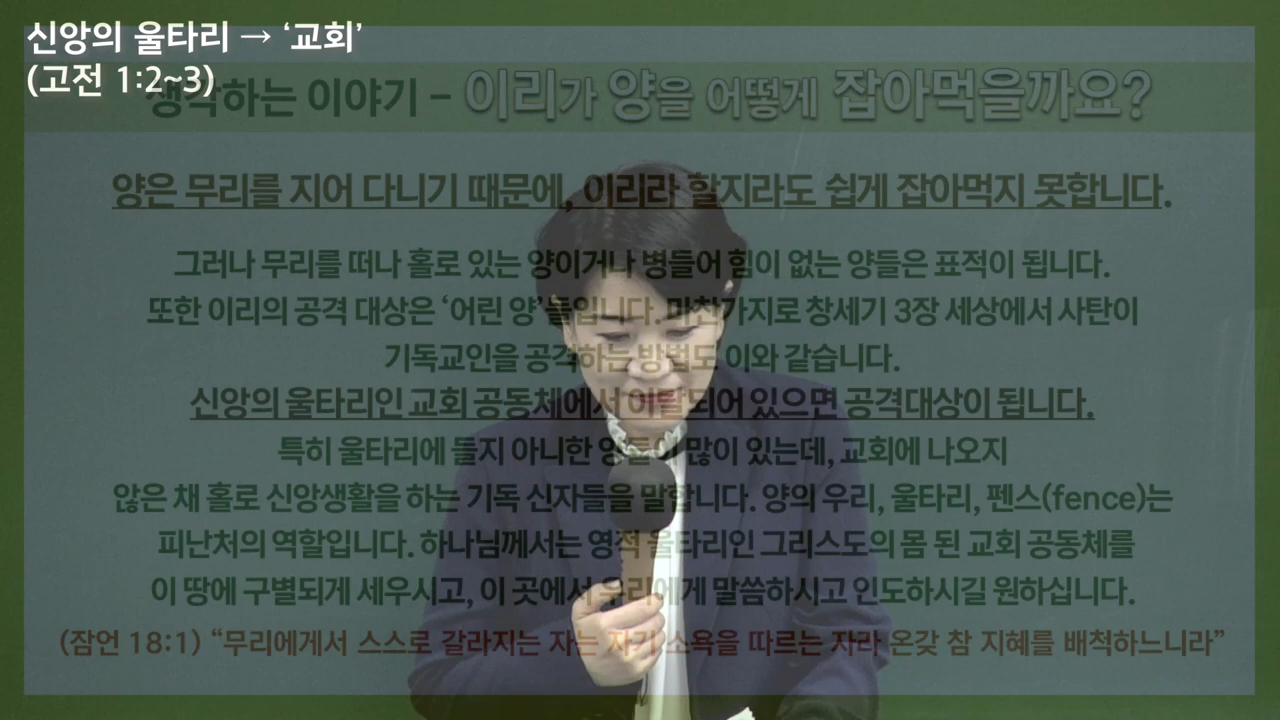 신앙의 울타리 → ‘교회’
(고전 1:2~3)
생각하는 이야기 – 이리가 양을 어떻게 잡아먹을까요?
양은 무리를 지어 다니기 때문에, 이리라 할지라도 쉽게 잡아먹지 못합니다.
그러나 무리를 떠나 홀로 있는 양이거나 병들어 힘이 없는 양들은 표적이 됩니다.
또한 이리의 공격 대상은 ‘어린 양’들입니다. 마찬가지로 창세기 3장 세상에서 사탄이
기독교인을 공격하는 방법도 이와 같습니다.
신앙의 울타리인 교회 공동체에서 이탈되어 있으면 공격대상이 됩니다.
특히 울타리에 들지 아니한 양들이 많이 있는데, 교회에 나오지
않은 채 홀로 신앙생활을 하는 기독 신자들을 말합니다. 양의 우리, 울타리, 펜스(fence)는
피난처의 역할입니다. 하나님께서는 영적 울타리인 그리스도의 몸 된 교회 공동체를
이 땅에 구별되게 세우시고, 이 곳에서 우리에게 말씀하시고 인도하시길 원하십니다.
(잠언 18:1) “무리에게서 스스로 갈라지는 자는 자기 소욕을 따르는 자라 온갖 참 지혜를 배척하느니라”